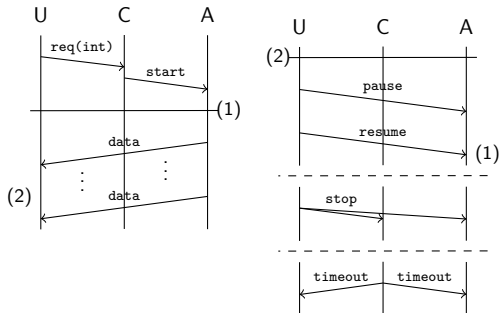 U C A
req(int)
start
(1)
data
data
(2)
U C A
(2)
pause
resume
(1)
stop
timeout timeout